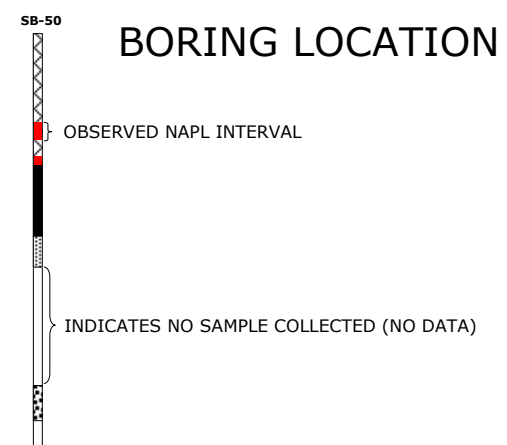 SB-50
BORING LOCATION
OBSERVED NAPL INTERVAL
INDICATES NO SAMPLE COLLECTED (NO DATA)